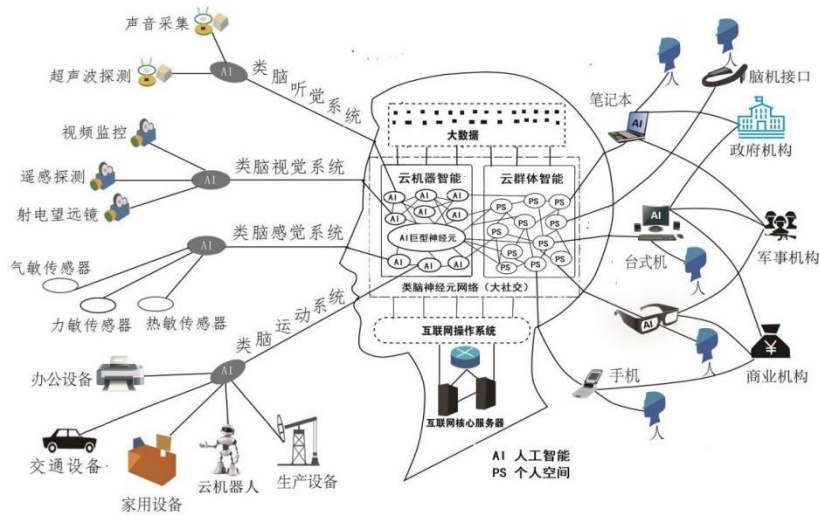 声音采集
超声波探测
AI
类脑听觉系统
视频监控
遥感探测
射电望远镜
AI
类脑视觉系统
气敏传感器
力敏传感器
热敏传感器
AI
类脑感觉系统
类脑运动系统
AI
办公设备
交通设备
家用设备
云机器人
生产设备
大数据
云机器智能
云群体智能
AI
AI
AI
AI
AI
AI
AI巨型神经元
AI
AI
AI
PS
PS
PS
PS
PS
PS
PS
PS
PS
PS
PS
PS
类脑神经元网络（大社交）
互联网操作系统
互联网核心服务器
AI 人工智能
PS 个人空间
人
人
脑机接口
笔记本
AI
政府机构
AI
台式机
人
军事机构
AI
人
手机
商业机构
人